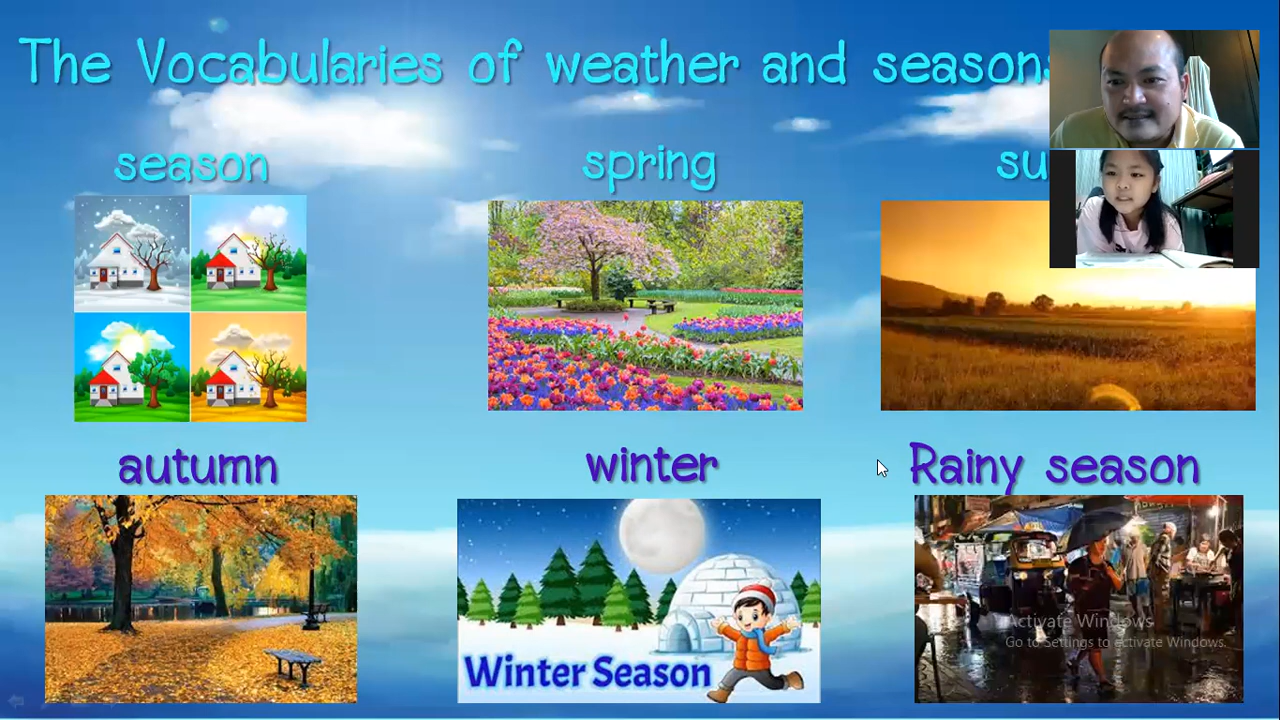 The Vocabularies of weather and seasons
season
spring
su
autumn
winter
Rainy season
Winter Season
Activate Windows
Go to Settings to activate Windows.